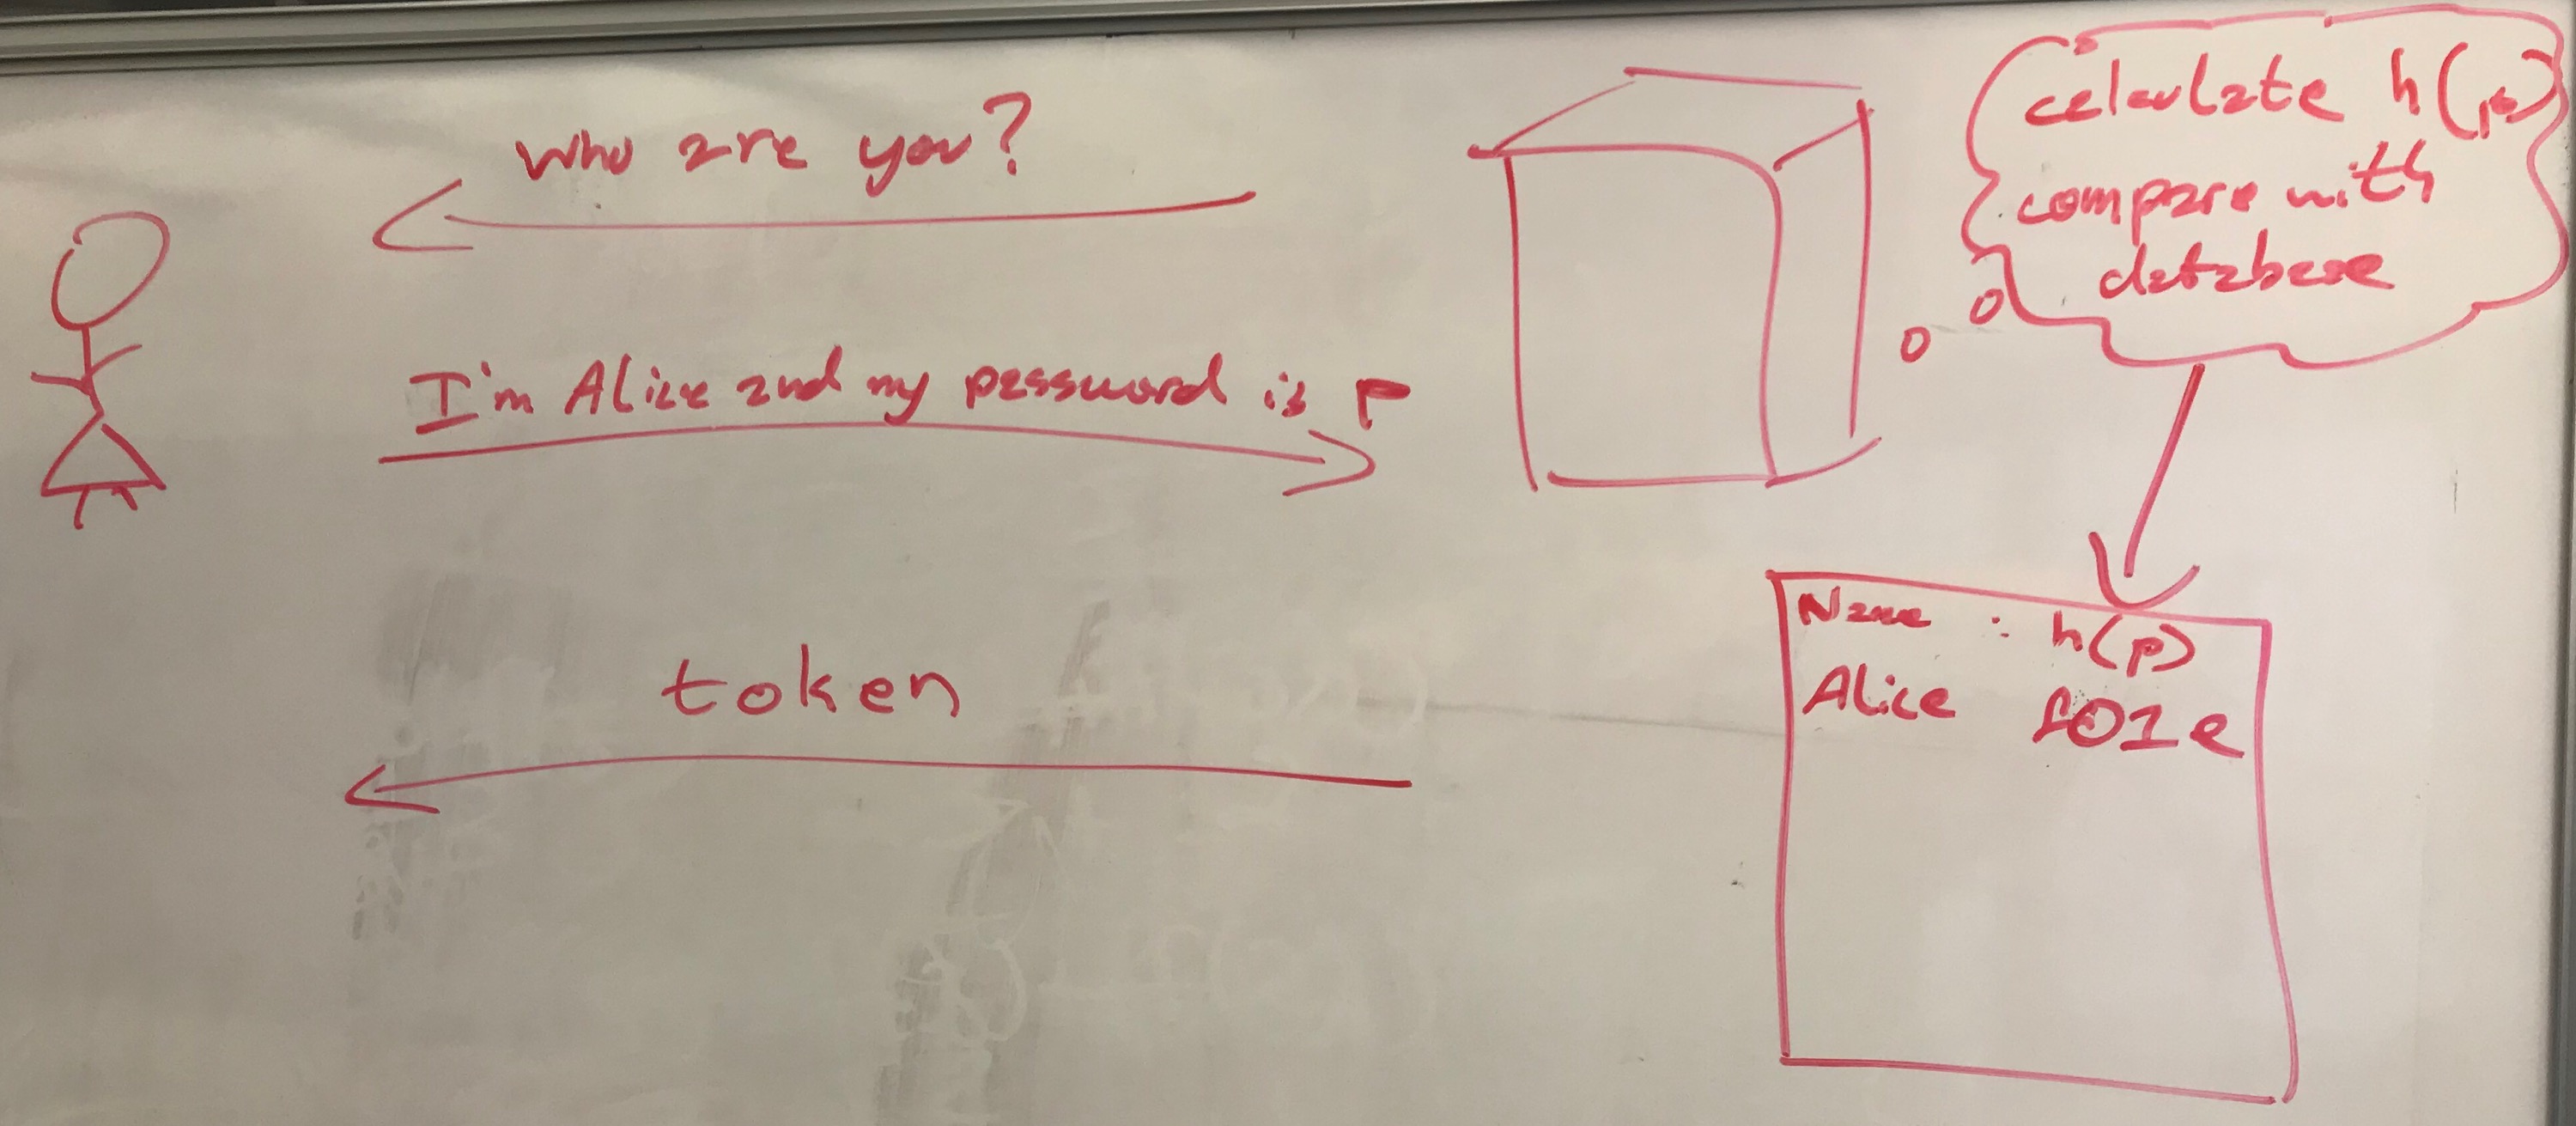 Who are you?
I'm Alice and my password is P
token
calculate h(p)
compare with
database
Name : h(p)
Alice f01e